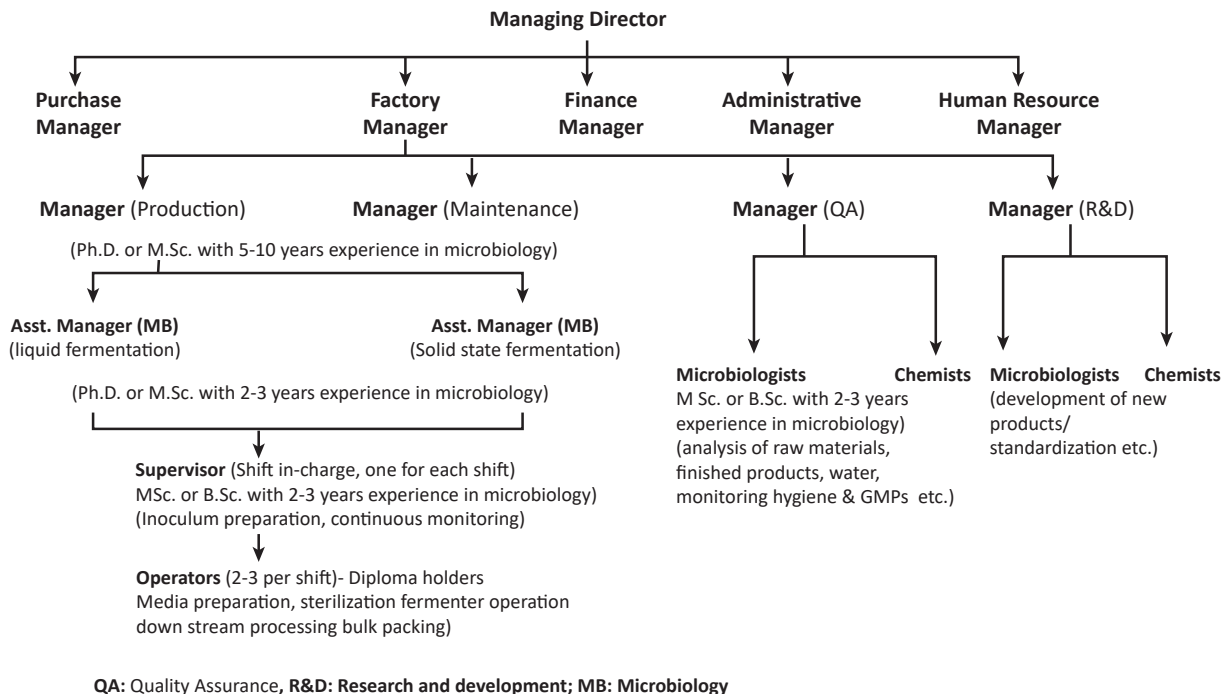 Managing Director
Purchase
Manager
Factory
Manager
Finance
Manager
Administrative
Manager
Human Resource
Manager
Manager (Production)
Manager (Maintenance)
Manager (QA)
Manager (R&D)
(Ph.D. or M.Sc. with 5-10 years experience in microbiology)
Asst. Manager (MB)
(liquid fermentation)
Asst. Manager (MB)
(Solid state fermentation)
(Ph.D. or M.Sc. with 2-3 years experience in microbiology)
Supervisor (Shift in-charge, one for each shift)
MSc. or B.Sc. with 2-3 years experience in microbiology)
(Inoculum preparation, continuous monitoring)
Operators (2-3 per shift)- Diploma holders
Media preparation, sterilization fermenter operation
down stream processing bulk packing)
Microbiologists
M Sc. or B.Sc. with 2-3 years
experience in microbiology)
(analysis of raw materials,
finished products, water,
monitoring hygiene & GMPs etc.)
Chemists
Microbiologists
(development of new
products/
standardization etc.)
Chemists
QA: Quality Assurance, R&D: Research and development; MB: Microbiology